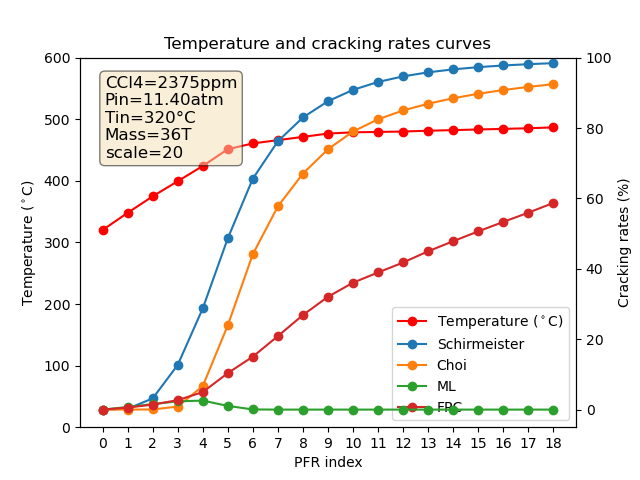 Temperature and cracking rates curves
CCl4=2375ppm
Pin=11.40atm
Tin=320°C
Mass=36T
scale=20
600
500
400
300
200
100
0
Temperature (°C)
100
80
60
40
20
0
Cracking rates (%)
Temperature (°C)
Schirmeister
Choi
ML
FPC
0 1 2 3 4 5 6 7 8 9 10 11 12 13 14 15 16 17 18
PFR index